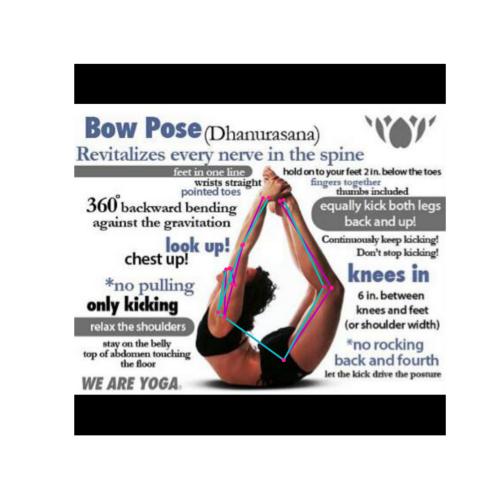 Bow Pose (Dhanurasana)
Revitalizes every nerve in the spine
feet in one line
wrists straight
pointed toes
hold on to your feet 2 in. below the toes
fingers together
thumbs included
360° backward bending
against the gravitation
equally kick both legs
back and up!
look up!
chest up!
Continuously keep kicking!
Don't stop kicking!
knees in
*no pulling
only kicking
6 in. between
knees and feet
(or shoulder width)
relax the shoulders
stay on the belly
top of abdomen touching
the floor
*no rocking
back and fourth
let the kick drive the posture
WE ARE YOGA